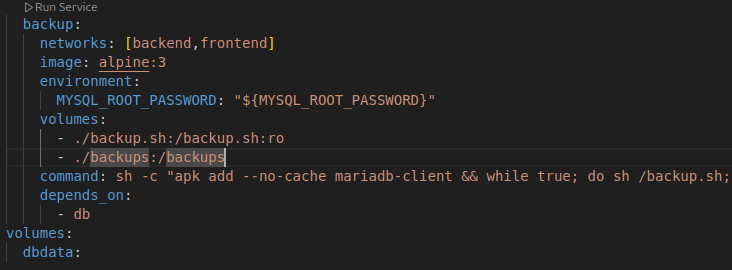 Run Service
backup:
networks: [backend,frontend]
image: alpine:3
environment:
MYSQL_ROOT_PASSWORD: "${MYSQL_ROOT_PASSWORD}"
volumes:
- ./backup.sh:/backup.sh:ro
- ./backups:/backups
command: sh -c "apk add --no-cache mariadb-client && while true; do sh /backup.sh;
depends_on:
- db
volumes:
dbdata: